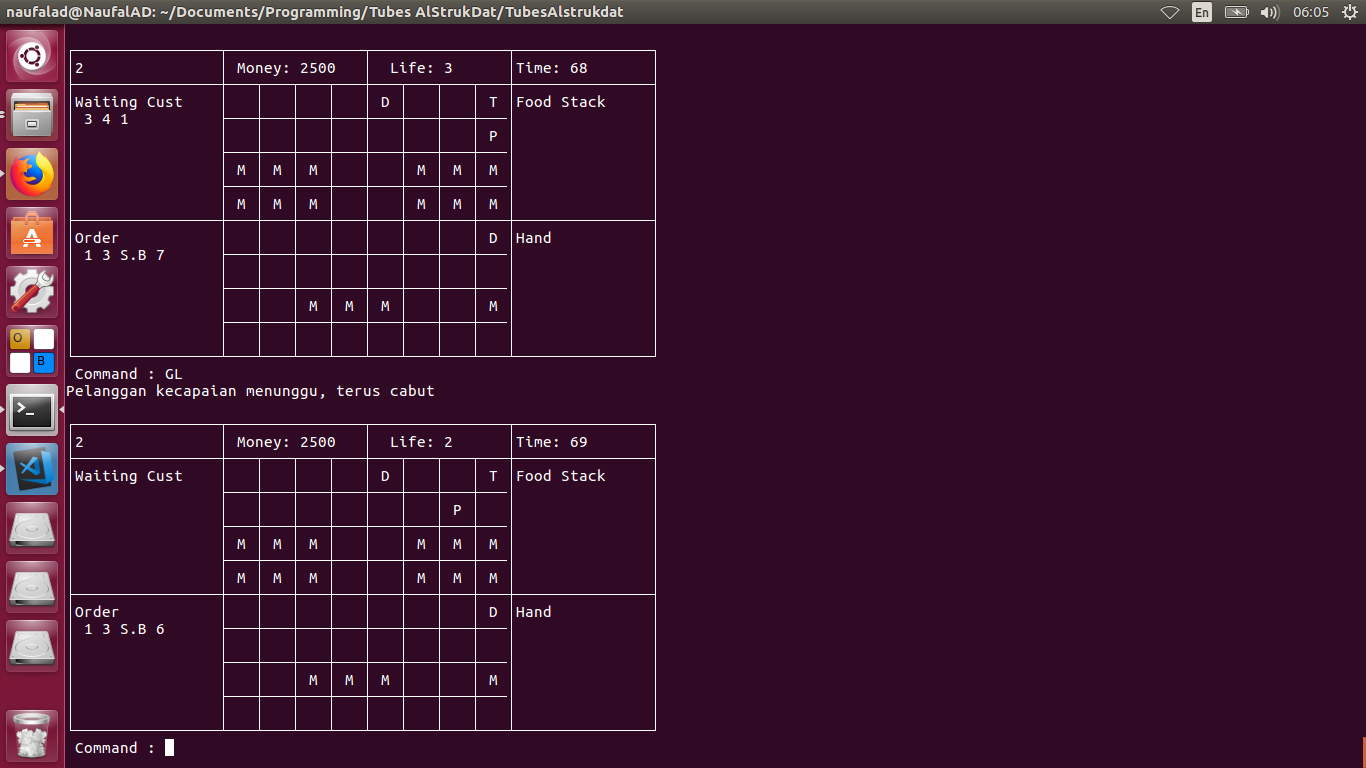 naufalad@NaufalAD: ~/Documents/Programming/Tubes AlStrukDat/TubesAlstrukdat En 06:05
2 Money: 2500 Life: 3 Time: 68
Waiting Cust D T Food Stack
3 4 1
P
M M M M M M
M M M M M M
Order D Hand
1 3 S.B 7
M M M M
Command : GL
Pelanggan kecapaian menunggu, terus cabut
2 Money: 2500 Life: 2 Time: 69
Waiting Cust D T Food Stack
P
M M M M M M
M M M M M M
Order D Hand
1 3 S.B 6
M M M M
Command :
O
B
A
>_